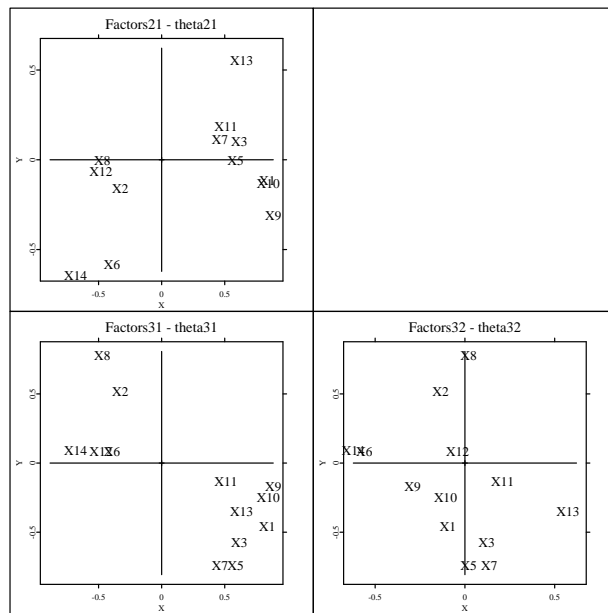 Factors21 - theta21
X13
0.5
X11
X7 X3
Y 0 X8 X5
X12
X1
X10
X2
X9
-0.5
X6
X14
-0.5 0 0.5
X
Factors31 - theta31
X8
0.5
X2
X14 X12 X6
Y 0
X11
X9
X10
X13
-0.5
X1
X3
X7 X5
-0.5 0 0.5
X
Factors32 - theta32
X8
0.5
X2
X14 X6 X12
Y 0
X11
X9
X10
X13
-0.5
X1
X3
X5 X7
-0.5 0 0.5
X